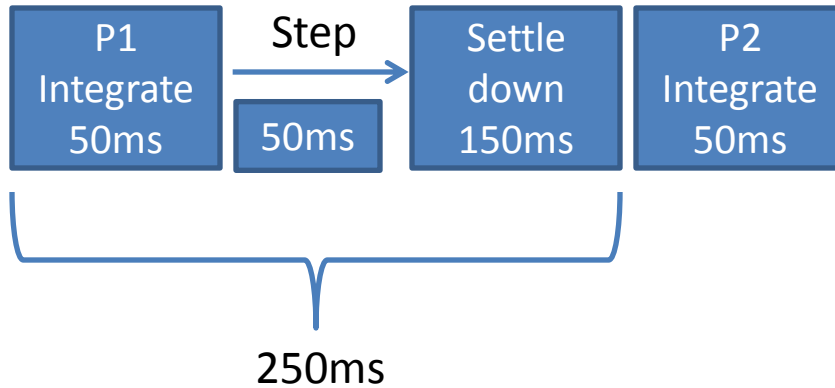 P1
Integrate
50ms
Step
50ms
Settle
down
150ms
P2
Integrate
50ms
250ms